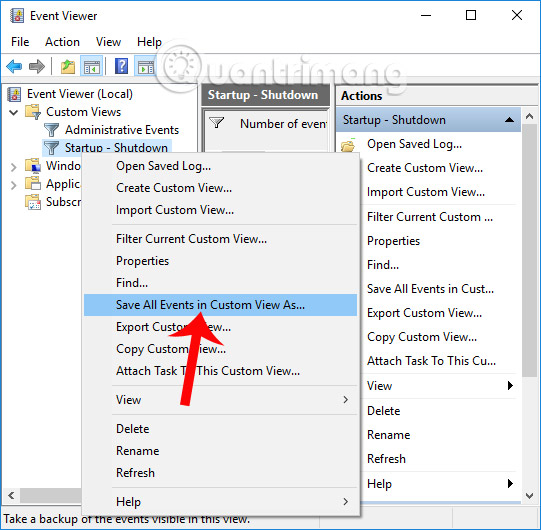 Event Viewer
File Action View Help
Quantrimang
Event Viewer (Local)
Custom Views
Administrative Events
Startup - Shutdown
Windo
Applica
Subscri
Startup - Shutdown
Number of event
Open Saved Log...
Create Custom View...
Import Custom View...
Filter Current Custom View...
Properties
Find...
Save All Events in Custom View As...
Export Custom View...
Copy Custom View...
Attach Task To This Custom View...
View
Delete
Rename
Refresh
Help
Actions
Startup - Shutdown
Open Saved Log...
Create Custom View...
Import Custom View...
Filter Current Custom ...
Properties
Find...
Save All Events in Cust...
Export Custom View...
Copy Custom View...
Attach Task To This Cu...
View
Delete
Rename
Refresh
Help
Take a backup of the events visible in this view.